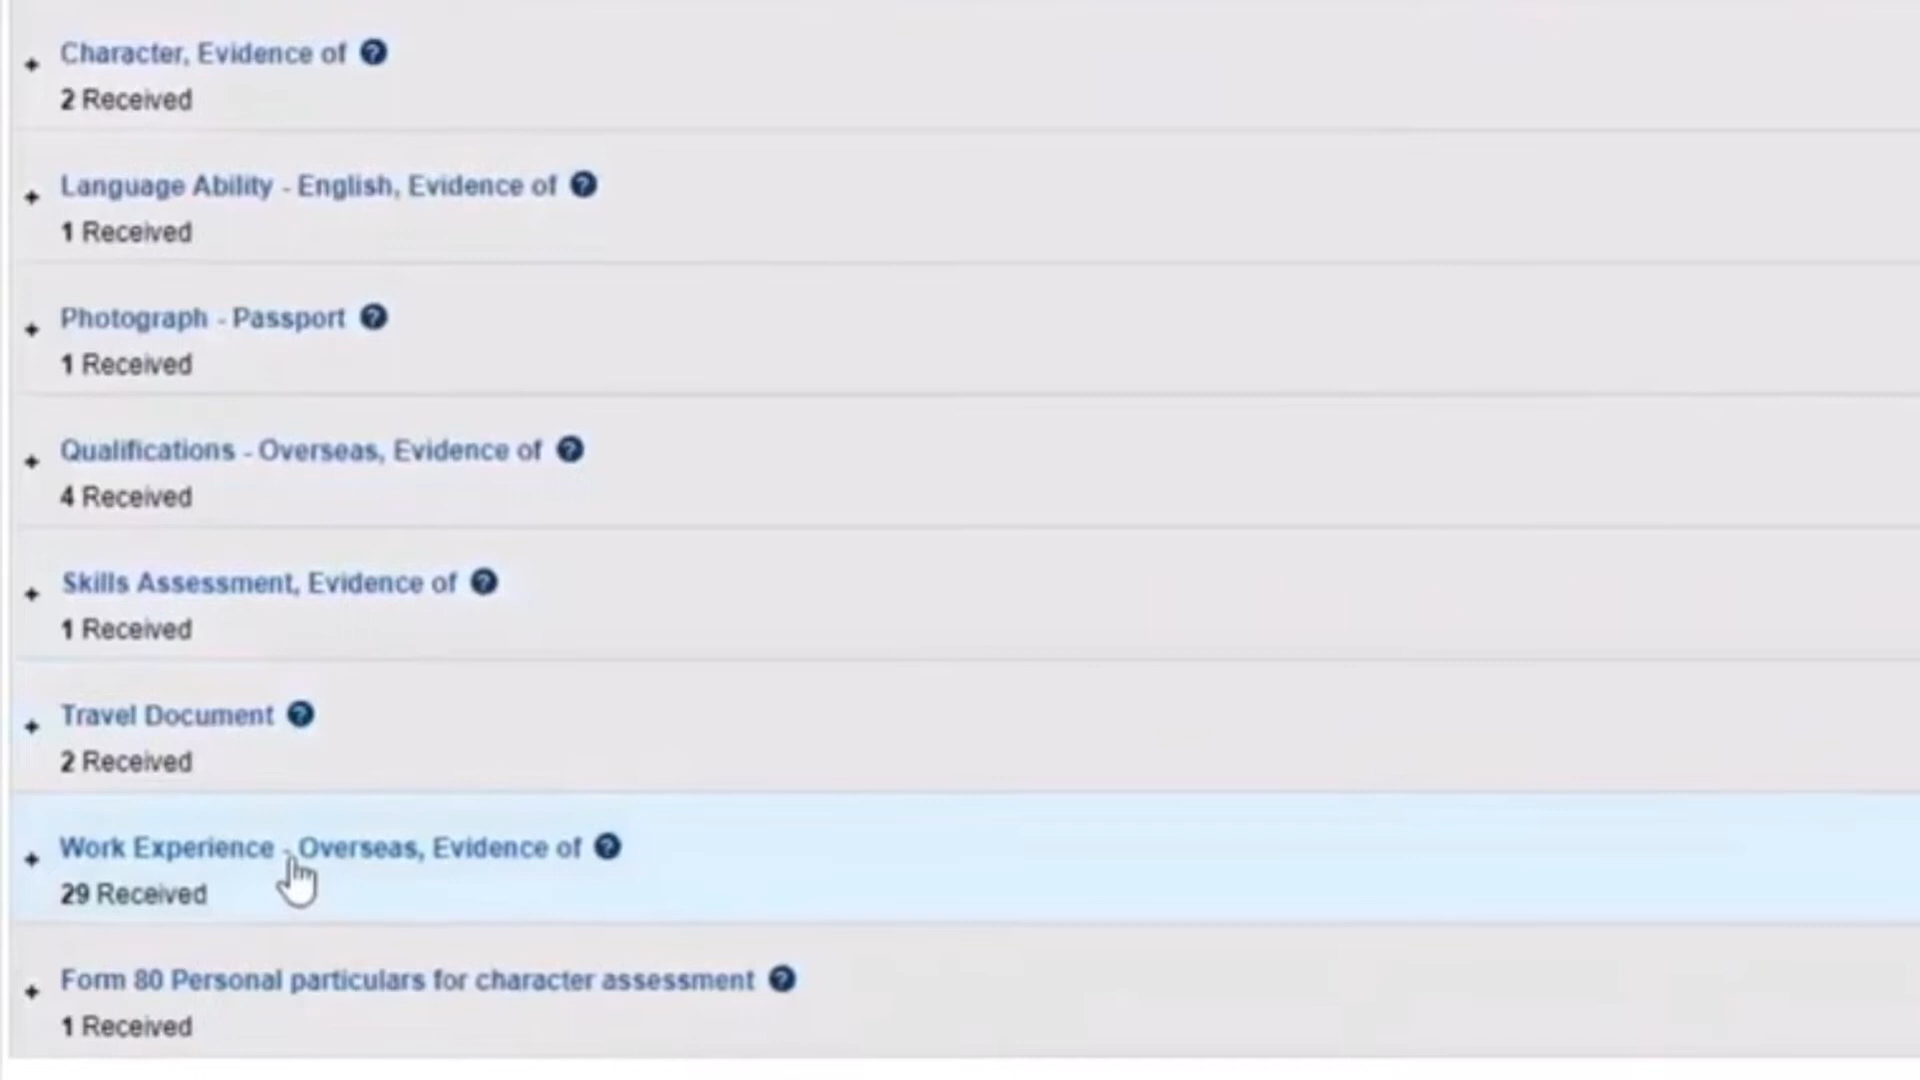 Character, Evidence of
2 Received
Language Ability - English, Evidence of
1 Received
Photograph - Passport
1 Received
Qualifications - Overseas, Evidence of
4 Received
Skills Assessment, Evidence of
1 Received
Travel Document
2 Received
Work Experience - Overseas, Evidence of
29 Received
Form 80 Personal particulars for character assessment
1 Received